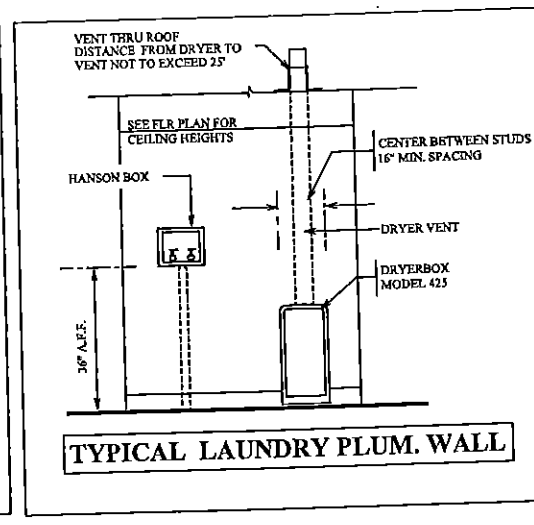 VENT THRU ROOF
DISTANCE FROM DRYER TO
VENT NOT TO EXCEED 25'
SEE FLR PLAN FOR
CEILING HEIGHTS
CENTER BETWEEN STUDS
16" MIN. SPACING
HANSON BOX
DRYER VENT
DRYERBOX
MODEL 425
36" A.F.F.
TYPICAL LAUNDRY PLUM. WALL